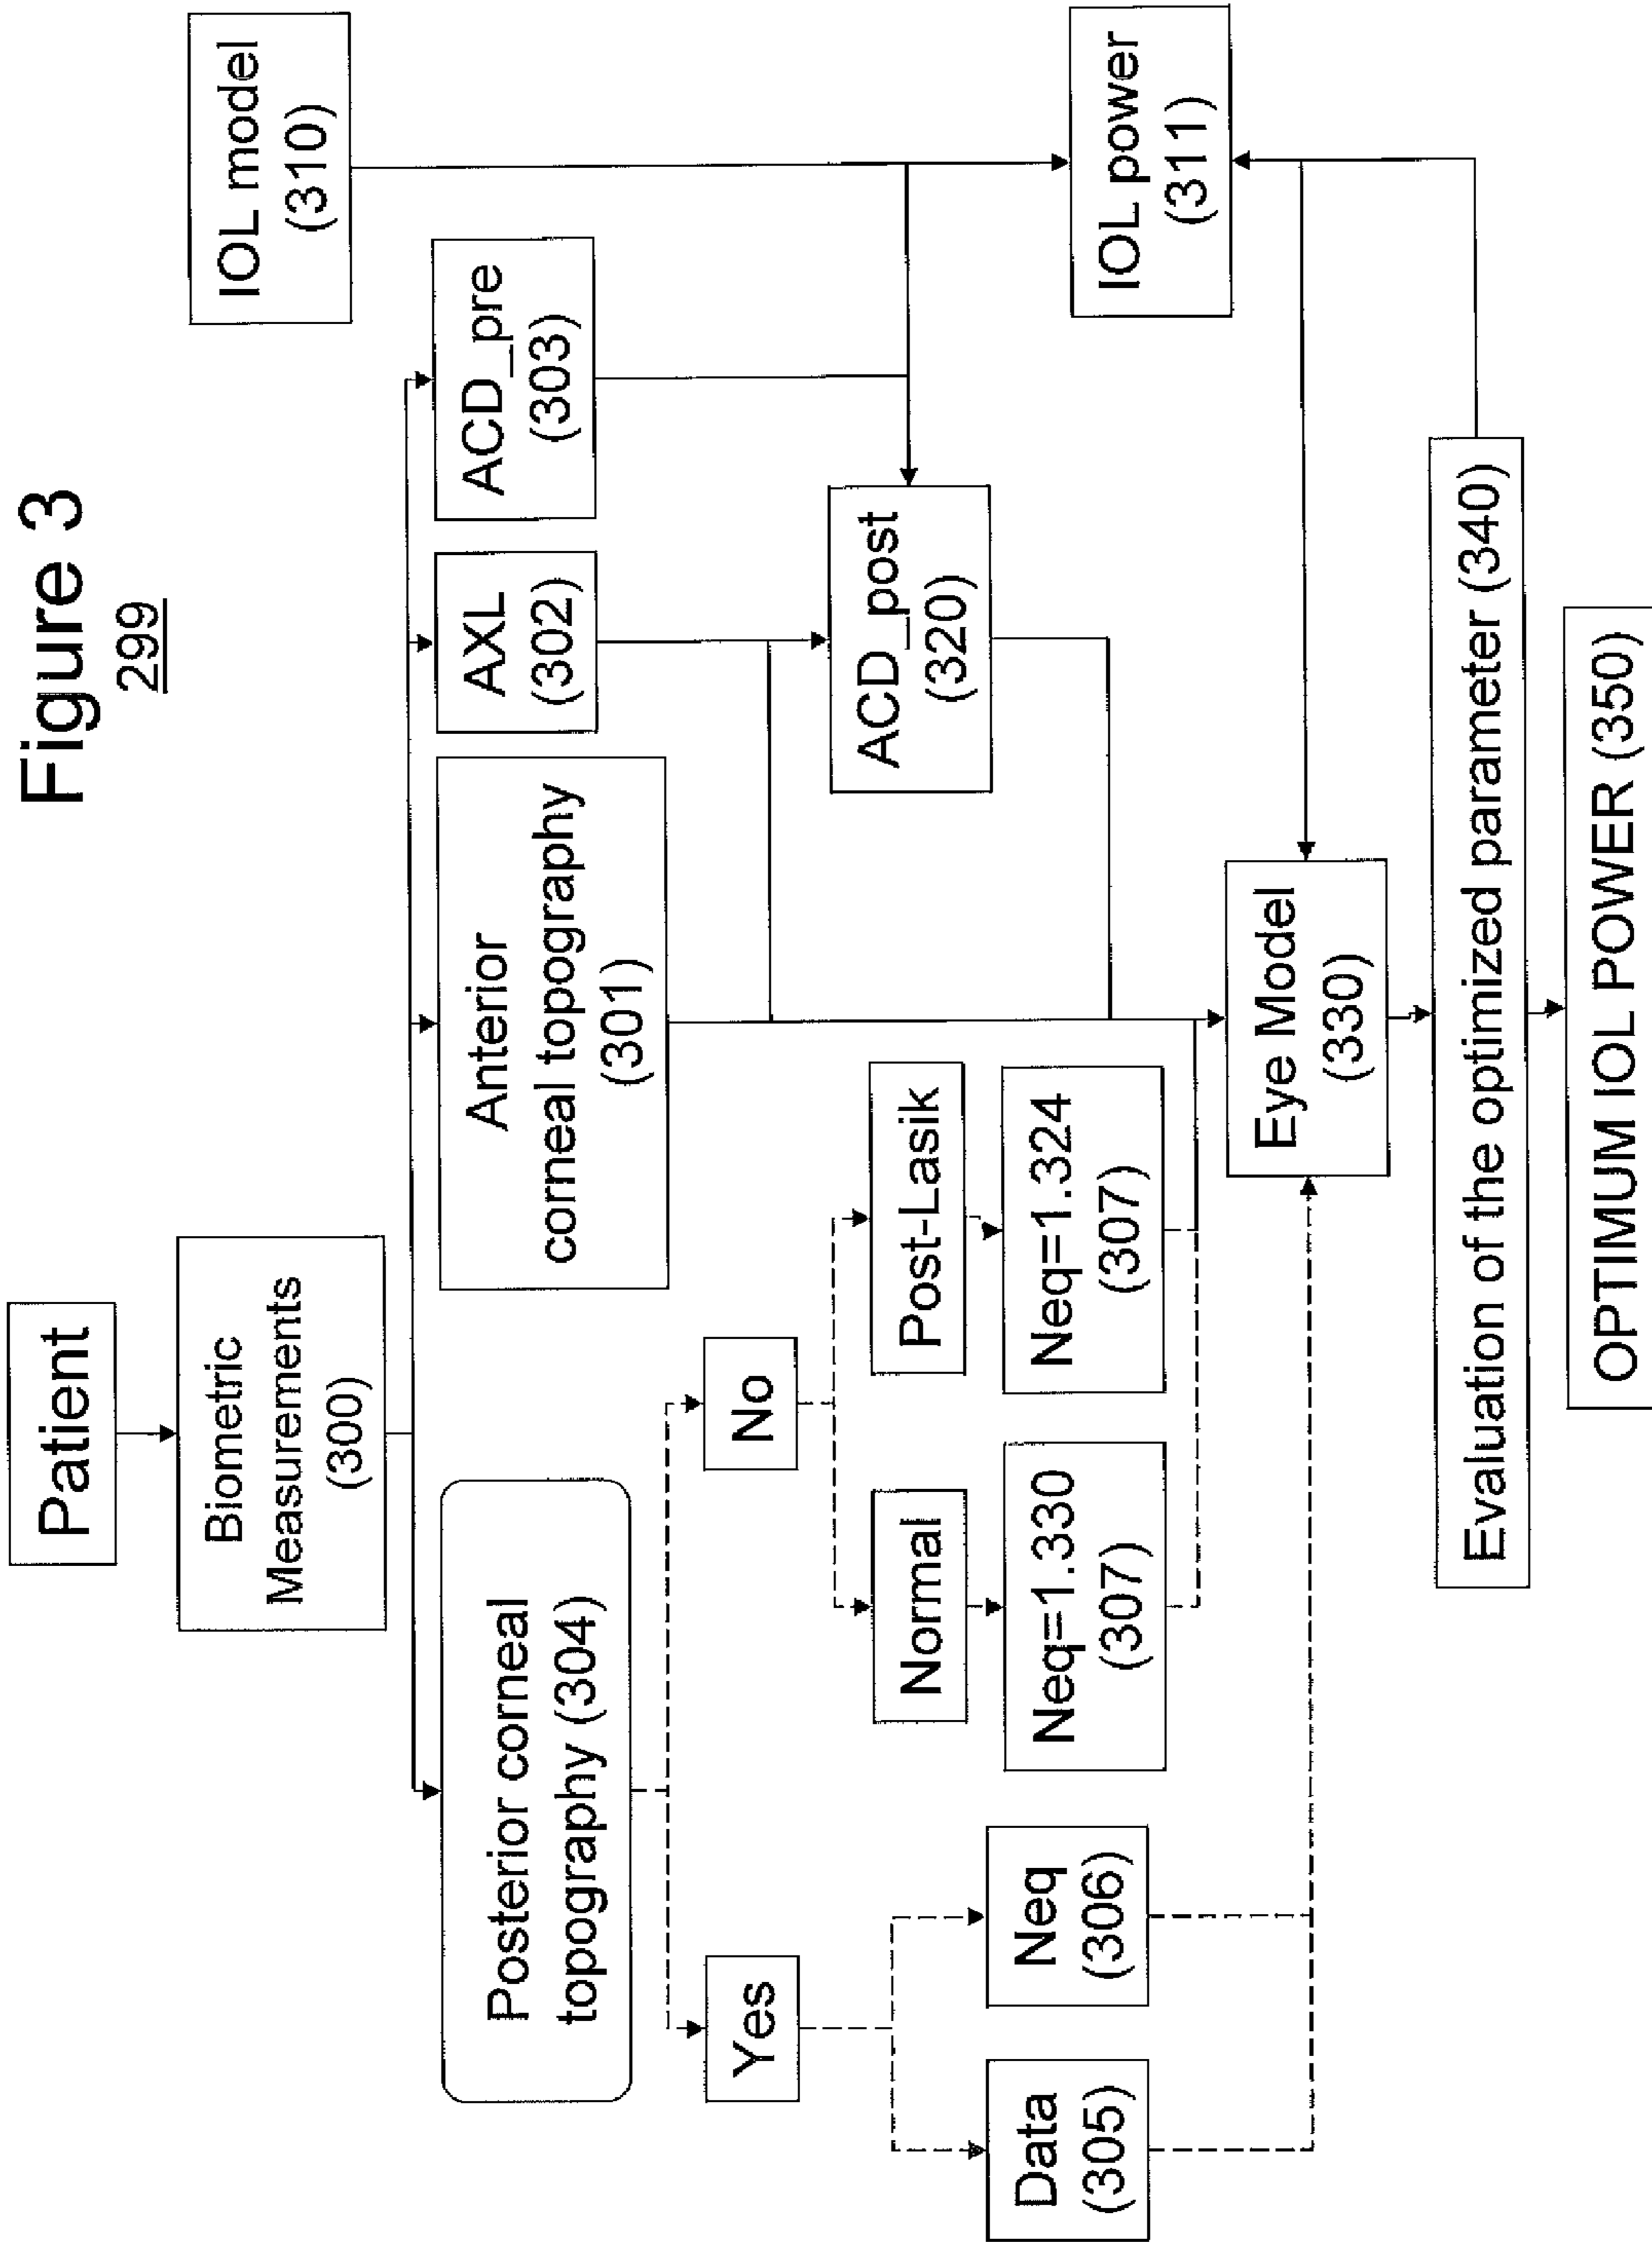 Figure 3
299
Patient
Biometric
Measurements
(300)
Posterior corneal
topography (304)
Anterior
corneal topography
(301)
AXL
(302)
ACD_pre
(303)
IOL model
(310)
Yes
No
Normal
Post-Lasik
ACD_post
(320)
Data
(305)
Neq
(306)
Neq=1.330
(307)
Neq=1.324
(307)
IOL power
(311)
Eye Model
(330)
Evaluation of the optimized parameter (340)
OPTIMUM IOL POWER (350)